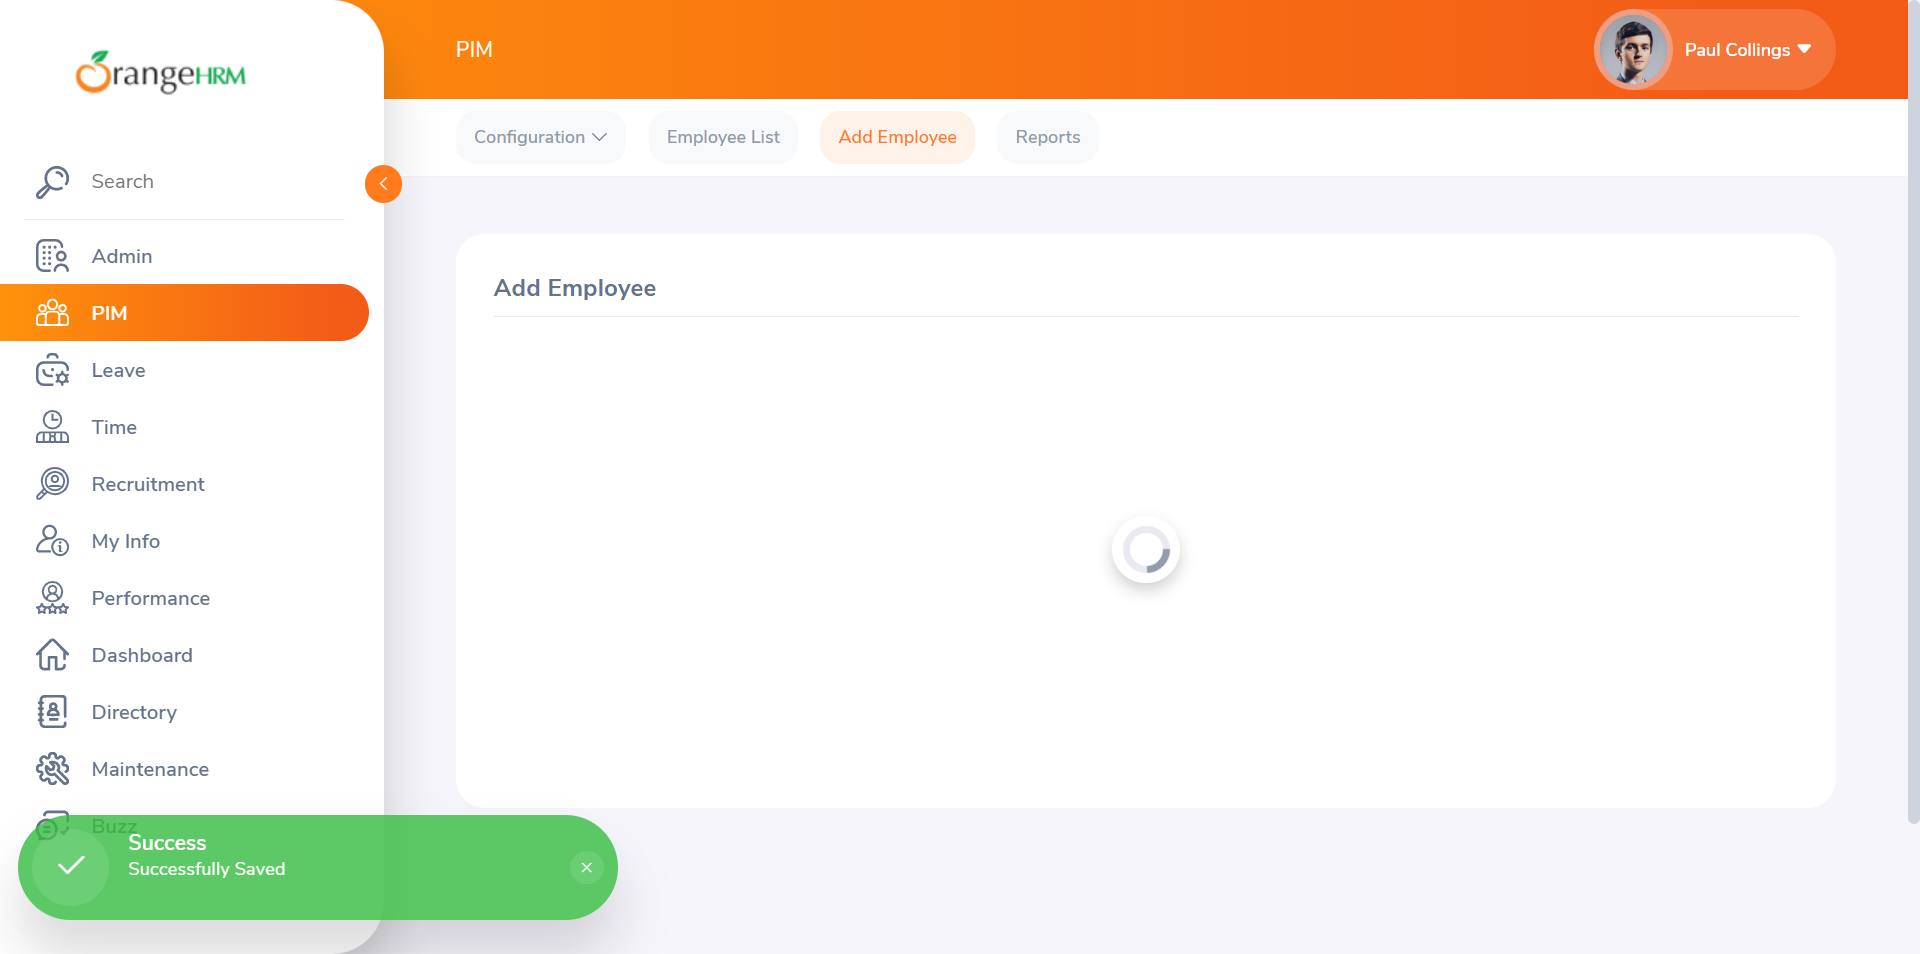 OrangeHRM
PIM
Paul Collings
Configuration
Employee List
Add Employee
Reports
Search
Admin
PIM
Leave
Time
Recruitment
My Info
Performance
Dashboard
Directory
Maintenance
Buzz
Add Employee
Success
Successfully Saved